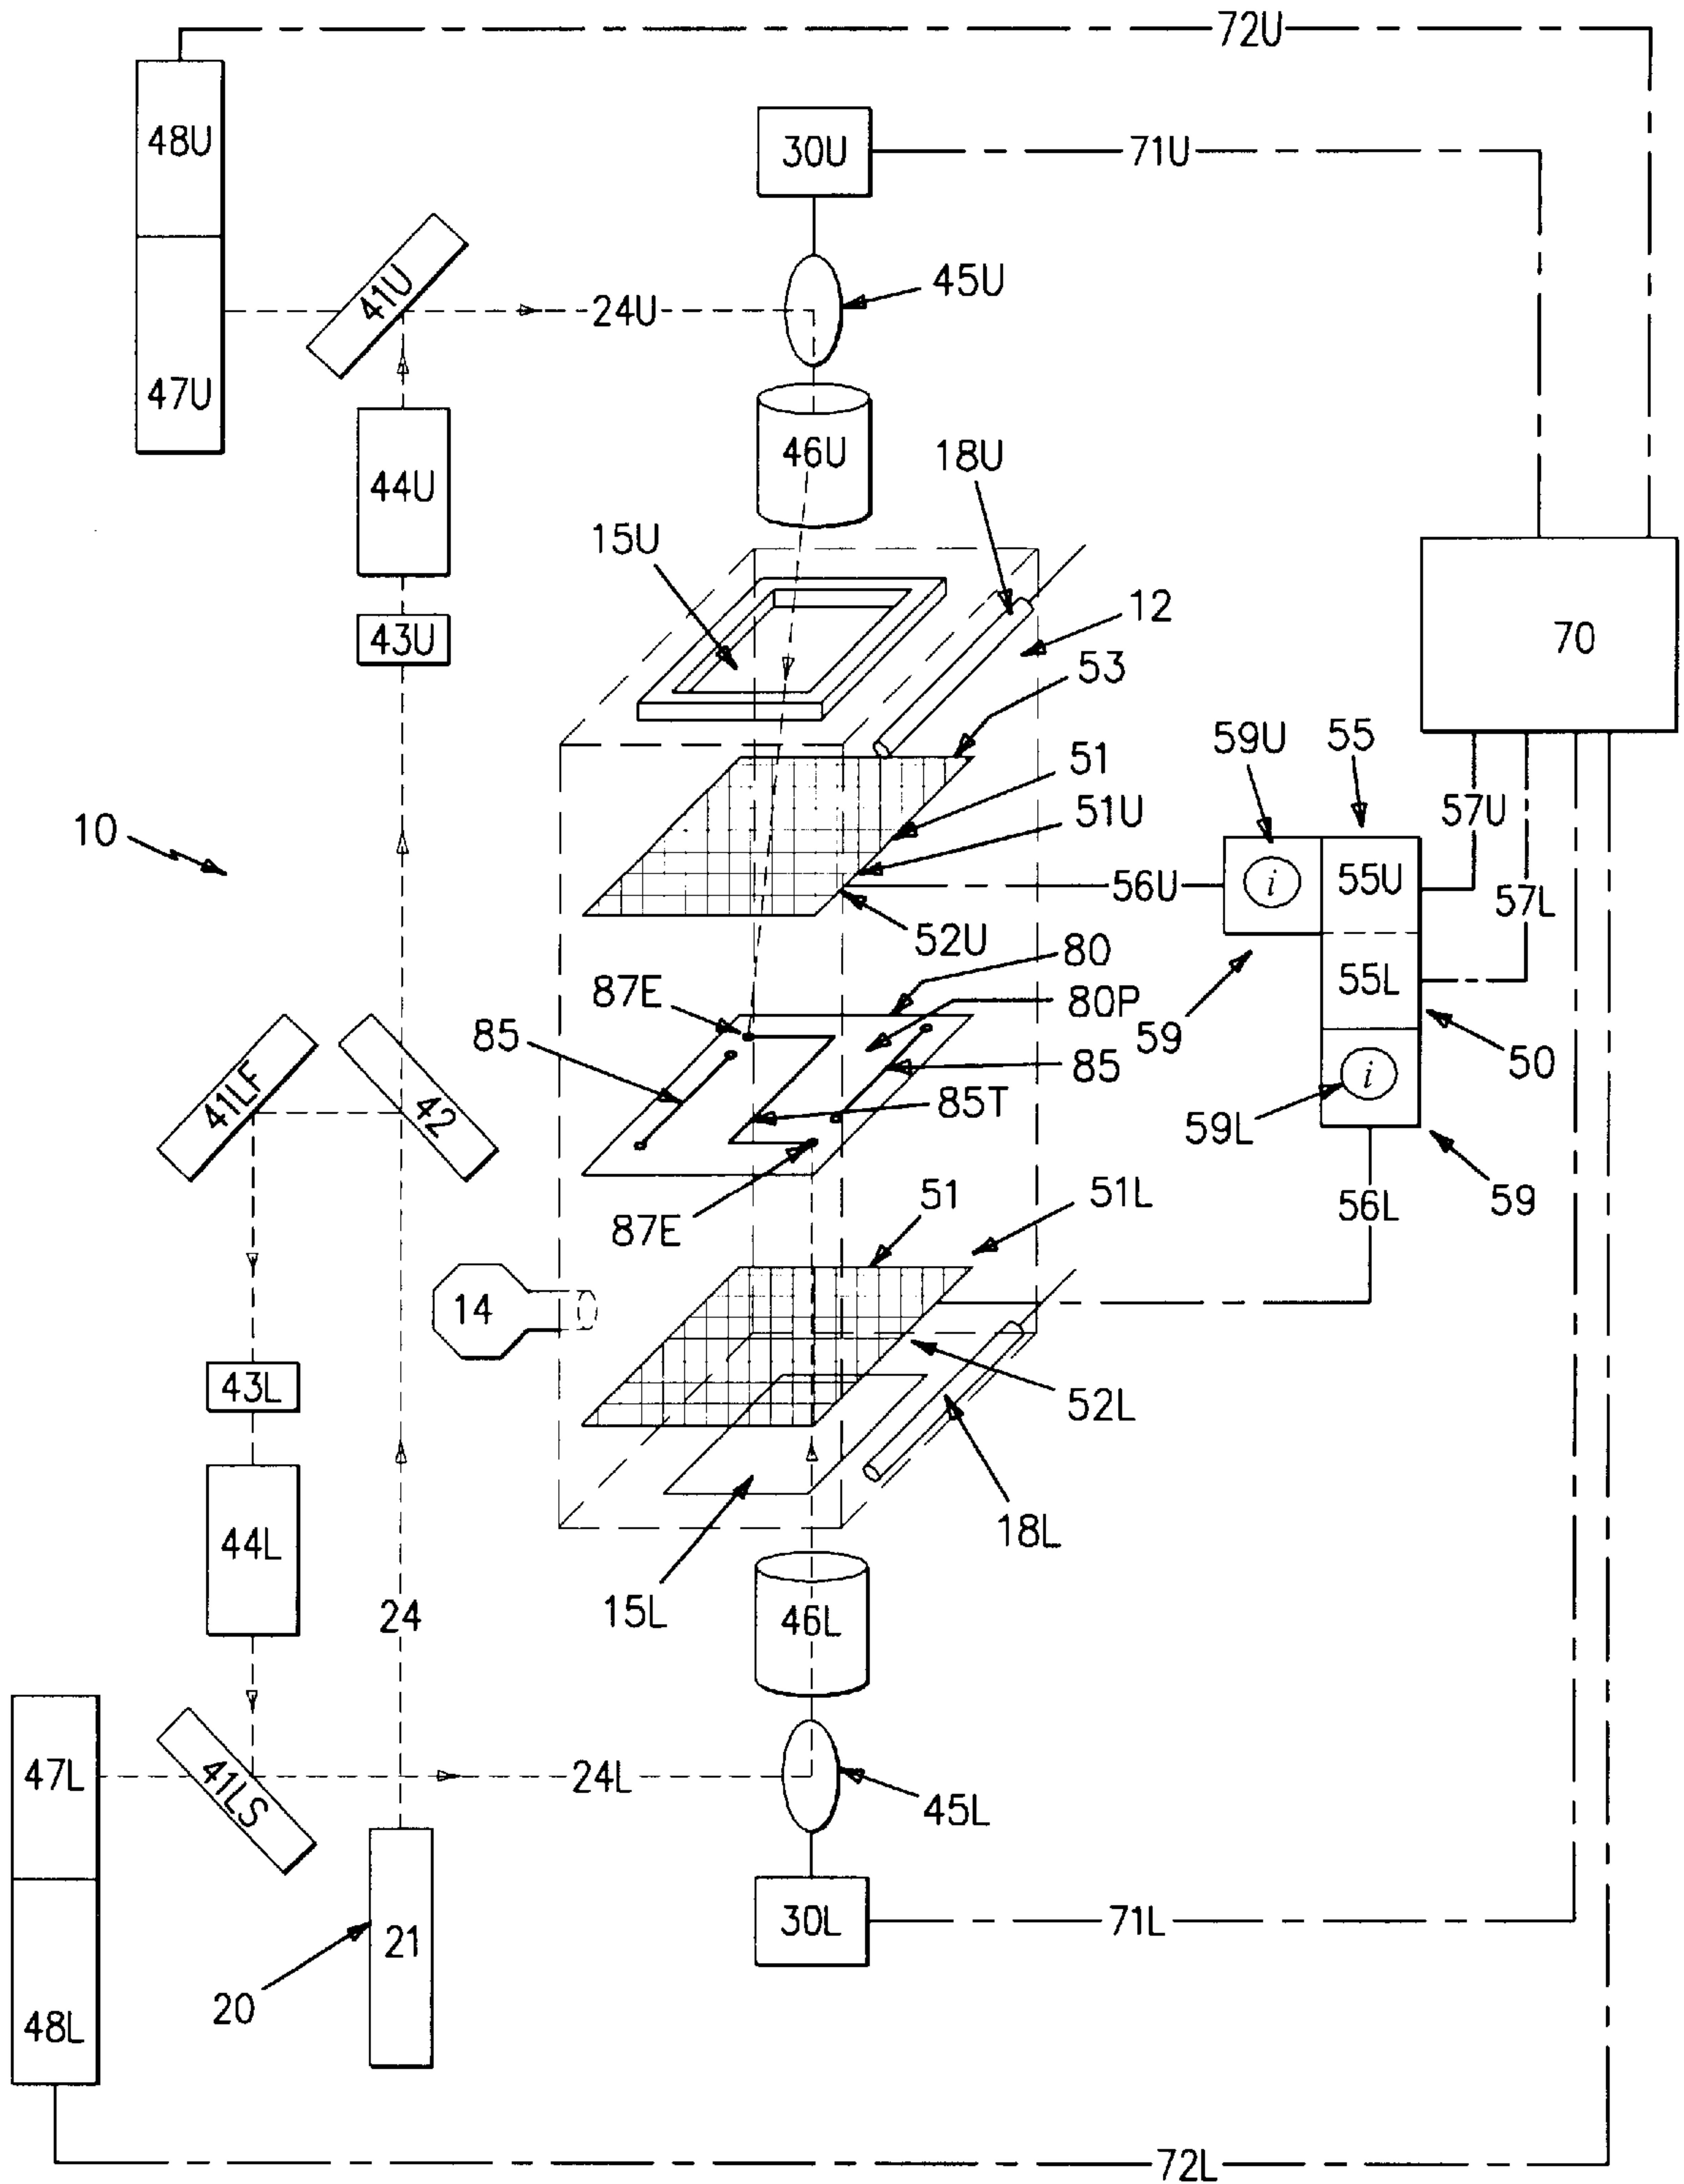 72U
48U
30U
71U
41U
45U
24U
47U
46U
18U
44U
15U
12
43U
70
53
59U
55
51
57U
51U
10
55U
56U
57L
52U
80
55L
87E
80P
59
85
50
85
41LF
42
85T
59L
51
51L
59
56L
87E
14
43L
52L
44L
18L
15L
24
46L
47L
41LS
24L
45L
30L
71L
21
20
48L
72L
i
i